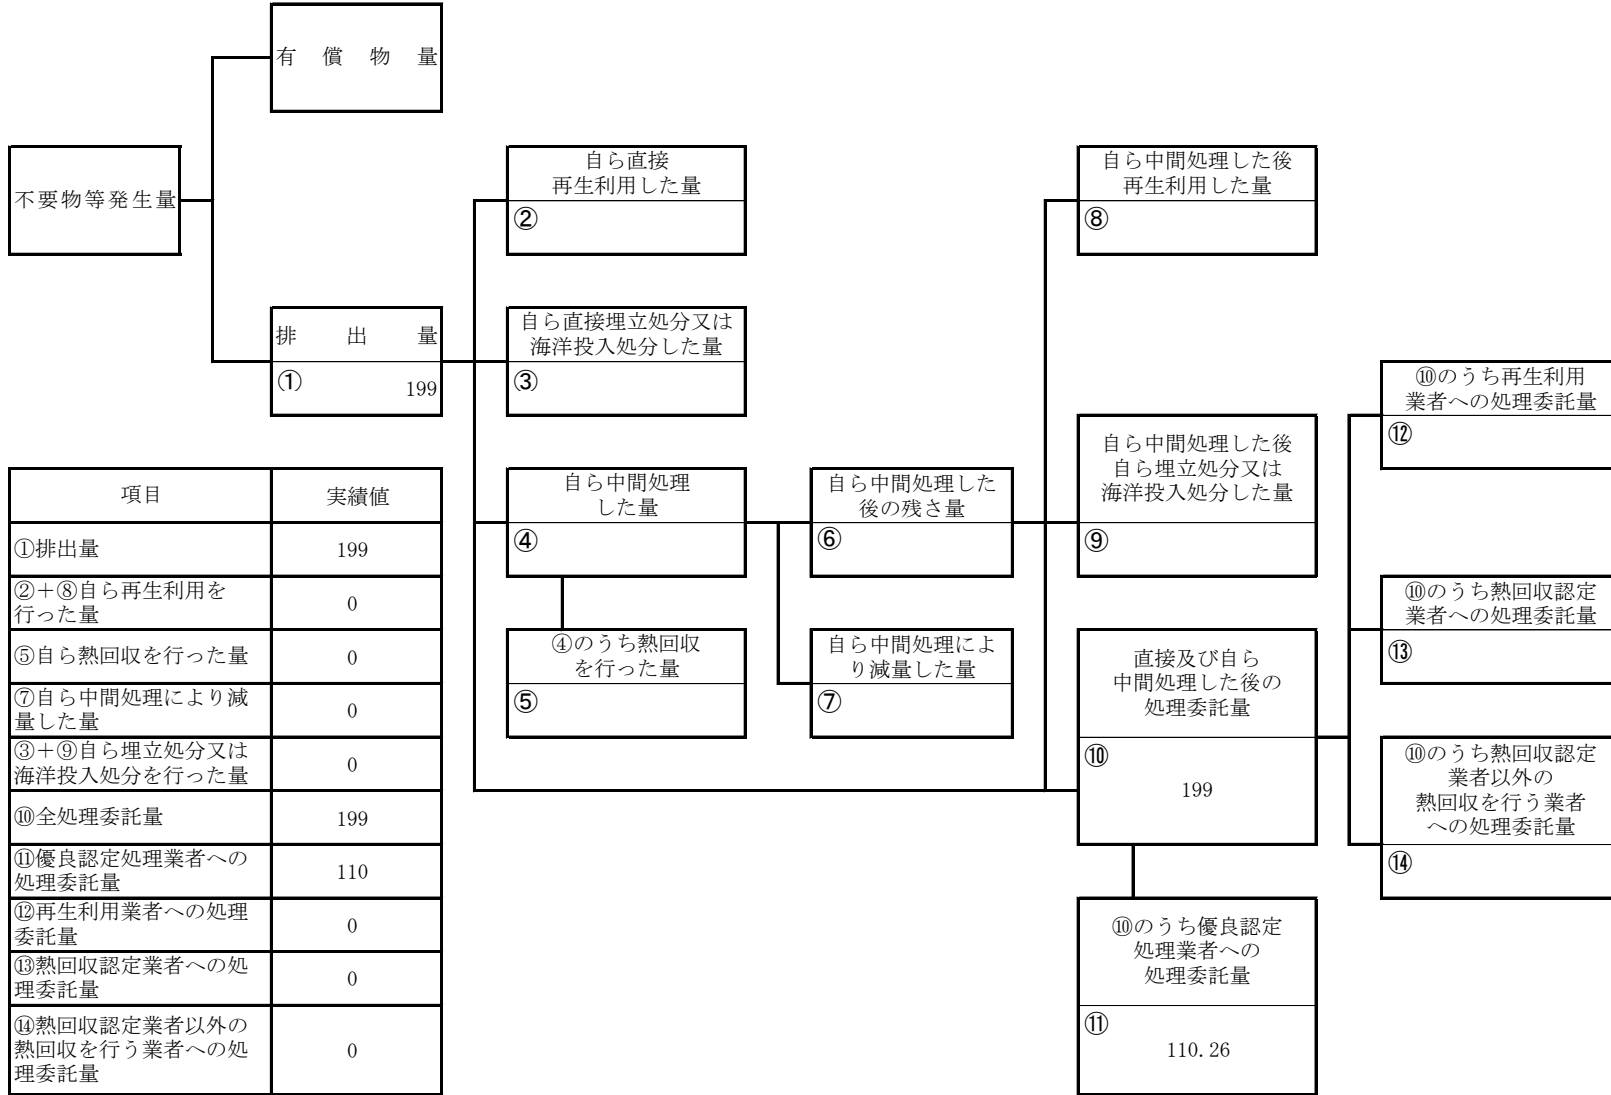 有償物量
不要物等発生量
排出量
①
199
自ら直接
再生利用した量
②
自ら直接埋立処分又は
海洋投入処分した量
③
自ら中間処理
した量
④
④のうち熱回収
を行った量
⑤
自ら中間処理した
後の残さ量
⑥
自ら中間処理によ
り減量した量
⑦
自ら中間処理した後
再生利用した量
⑧
自ら中間処理した後
自ら埋立処分又は
海洋投入処分した量
⑨
直接及び自ら
中間処理した後の
処理委託量
⑩
199
⑩のうち優良認定
処理業者への
処理委託量
⑪
110.26
⑩のうち再生利用
業者への処理委託量
⑫
⑩のうち熱回収認定
業者への処理委託量
⑬
⑩のうち熱回収認定
業者以外の
熱回収を行う業者
への処理委託量
⑭
項目 実績値
①排出量 199
②+⑧自ら再生利用を
行った量 0
⑤自ら熱回収を行った量 0
⑦自ら中間処理により減
量した量 0
③+⑨自ら埋立処分又は
海洋投入処分を行った量 0
⑩全処理委託量 199
⑪優良認定処理業者への
処理委託量 110
⑫再生利用業者への処理
委託量 0
⑬熱回収認定業者への処
理委託量 0
⑭熱回収認定業者以外の
熱回収を行う業者への処
理委託量 0